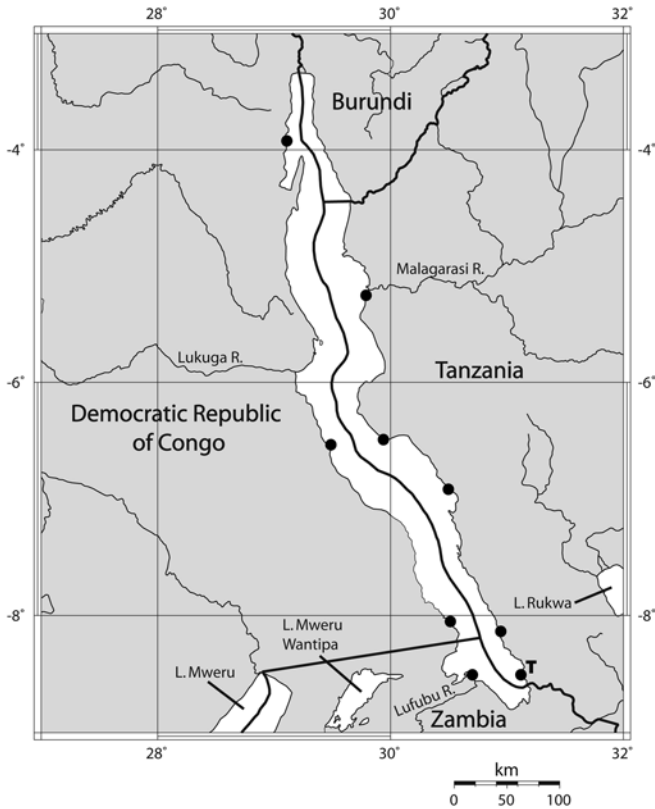 28˚ 30˚ 32˚
Burundi
-4˚ -4˚
Malagarasi R.
Lukuga R.
Tanzania
-6˚ -6˚
Democratic Republic
of Congo
-8˚ -8˚
L. Rukwa
L. Mweru
Wantipa
L. Mweru
T
Lufubu R.
Zambia
28˚ 30˚ 32˚
km
0 50 100